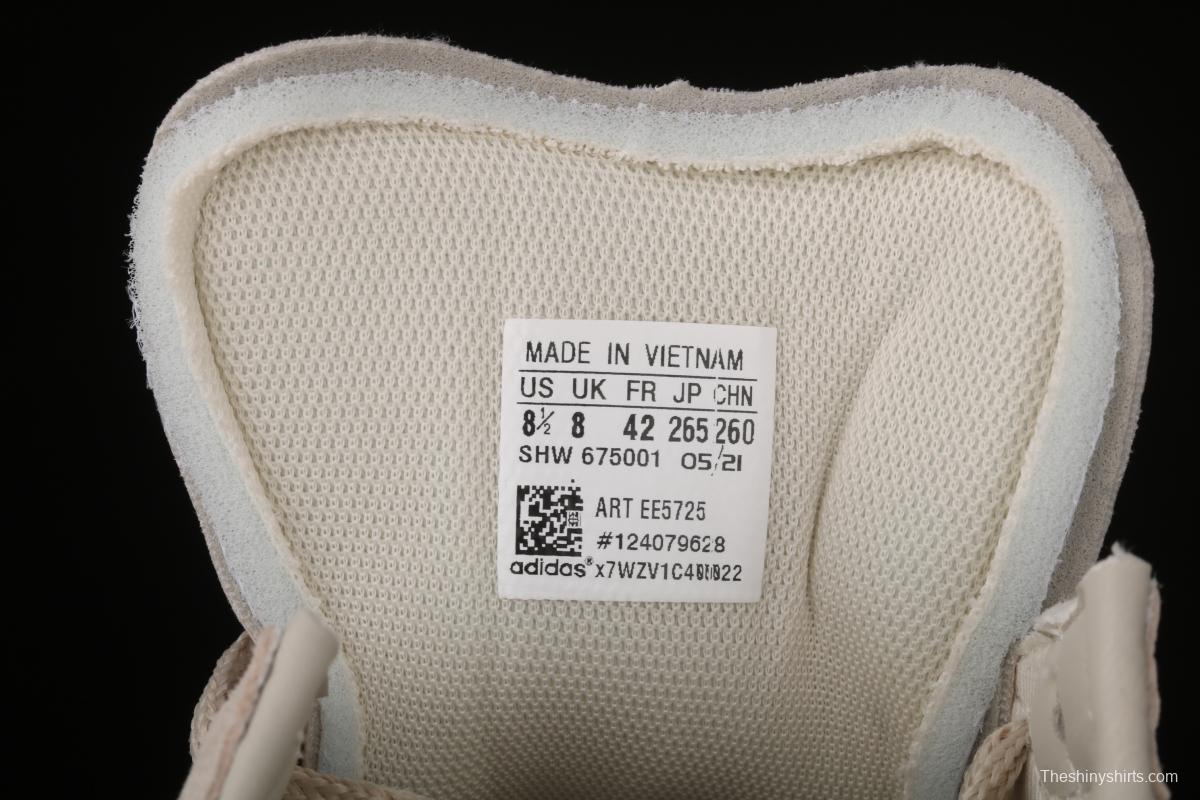 MADE IN VIETNAM
US UK FR JP CHN
8½ 8 42 265 260
SHW 675001 05/21
ART EE5725
#124079628
adidas®
Theshinyshirts.com